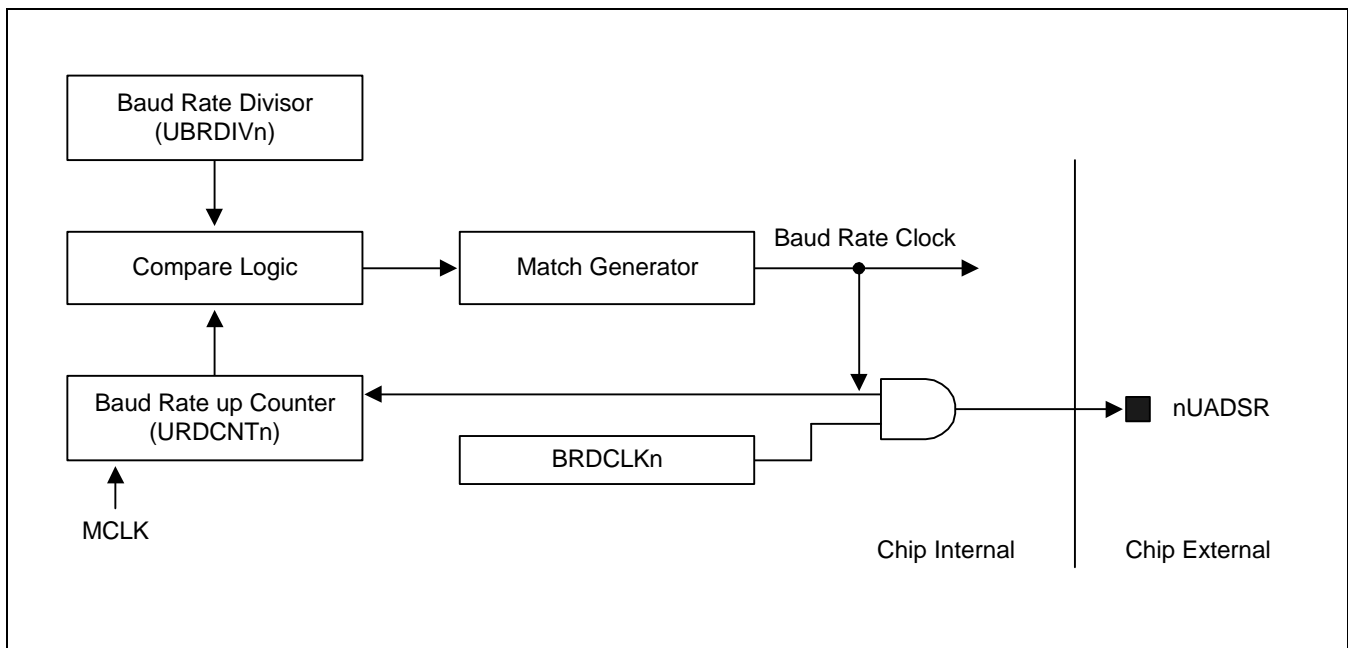 Baud Rate Divisor
(UBRDIVn)
Compare Logic
Match Generator
Baud Rate Clock
Baud Rate up Counter
(URDCNTn)
BRDCLKn
nUADSR
MCLK
Chip Internal
Chip External